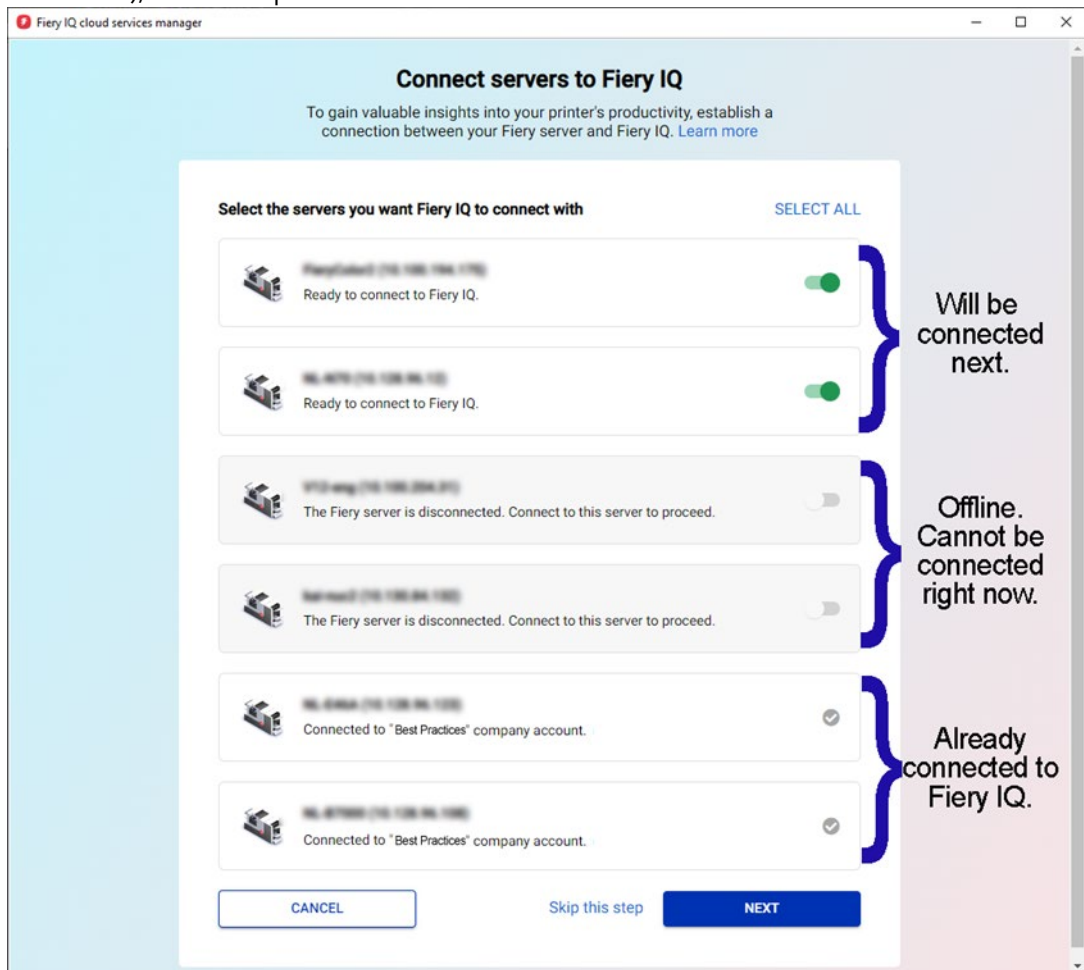 Fiery IQ cloud services manager
Connect servers to Fiery IQ
To gain valuable insights into your printer's productivity, establish a
connection between your Fiery server and Fiery IQ. Learn more
Select the servers you want Fiery IQ to connect with
SELECT ALL
Ready to connect to Fiery IQ.
Ready to connect to Fiery IQ.
Will be
connected
next.
The Fiery server is disconnected. Connect to this server to proceed.
The Fiery server is disconnected. Connect to this server to proceed.
Offline.
Cannot be
connected
right now.
Connected to "Best Practices" company account.
Connected to "Best Practices" company account.
Already
connected to
Fiery IQ.
CANCEL
Skip this step
NEXT